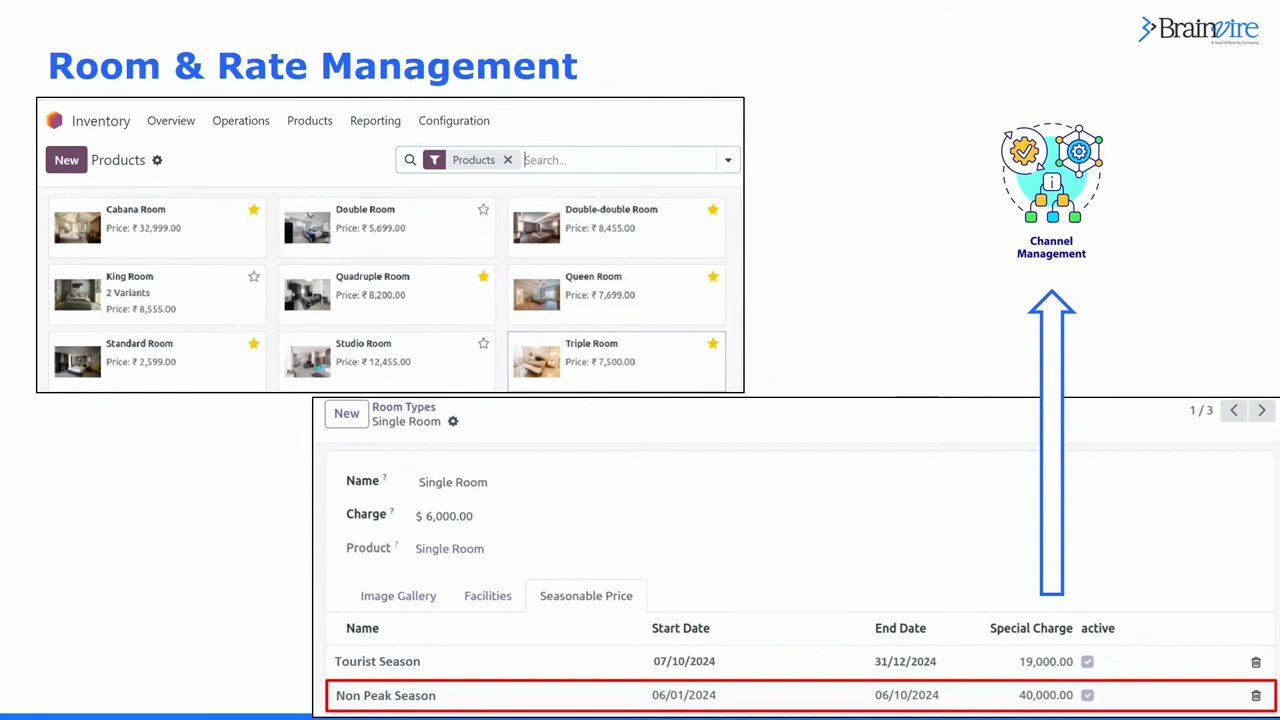 Brainvire
Room & Rate Management
Inventory Overview Operations Products Reporting Configuration
New Products Products Search...
Cabana Room
Price: ₹ 32,999.00
Double Room
Price: ₹ 5,699.00
Double-double Room
Price: ₹ 8,455.00
King Room
2 Variants
Price: ₹ 8,555.00
Quadruple Room
Price: ₹ 8,200.00
Queen Room
Price: ₹ 7,699.00
Standard Room
Price: ₹ 2,599.00
Studio Room
Price: ₹ 12,455.00
Triple Room
Price: ₹ 7,500.00
Channel
Management
New
Room Types
Single Room
1 / 3
Name ? Single Room
Charge ? $ 6,000.00
Product ? Single Room
Image Gallery Facilities Seasonable Price
Name Start Date End Date Special Charge active
Tourist Season 07/10/2024 31/12/2024 19,000.00
Non Peak Season 06/01/2024 06/10/2024 40,000.00